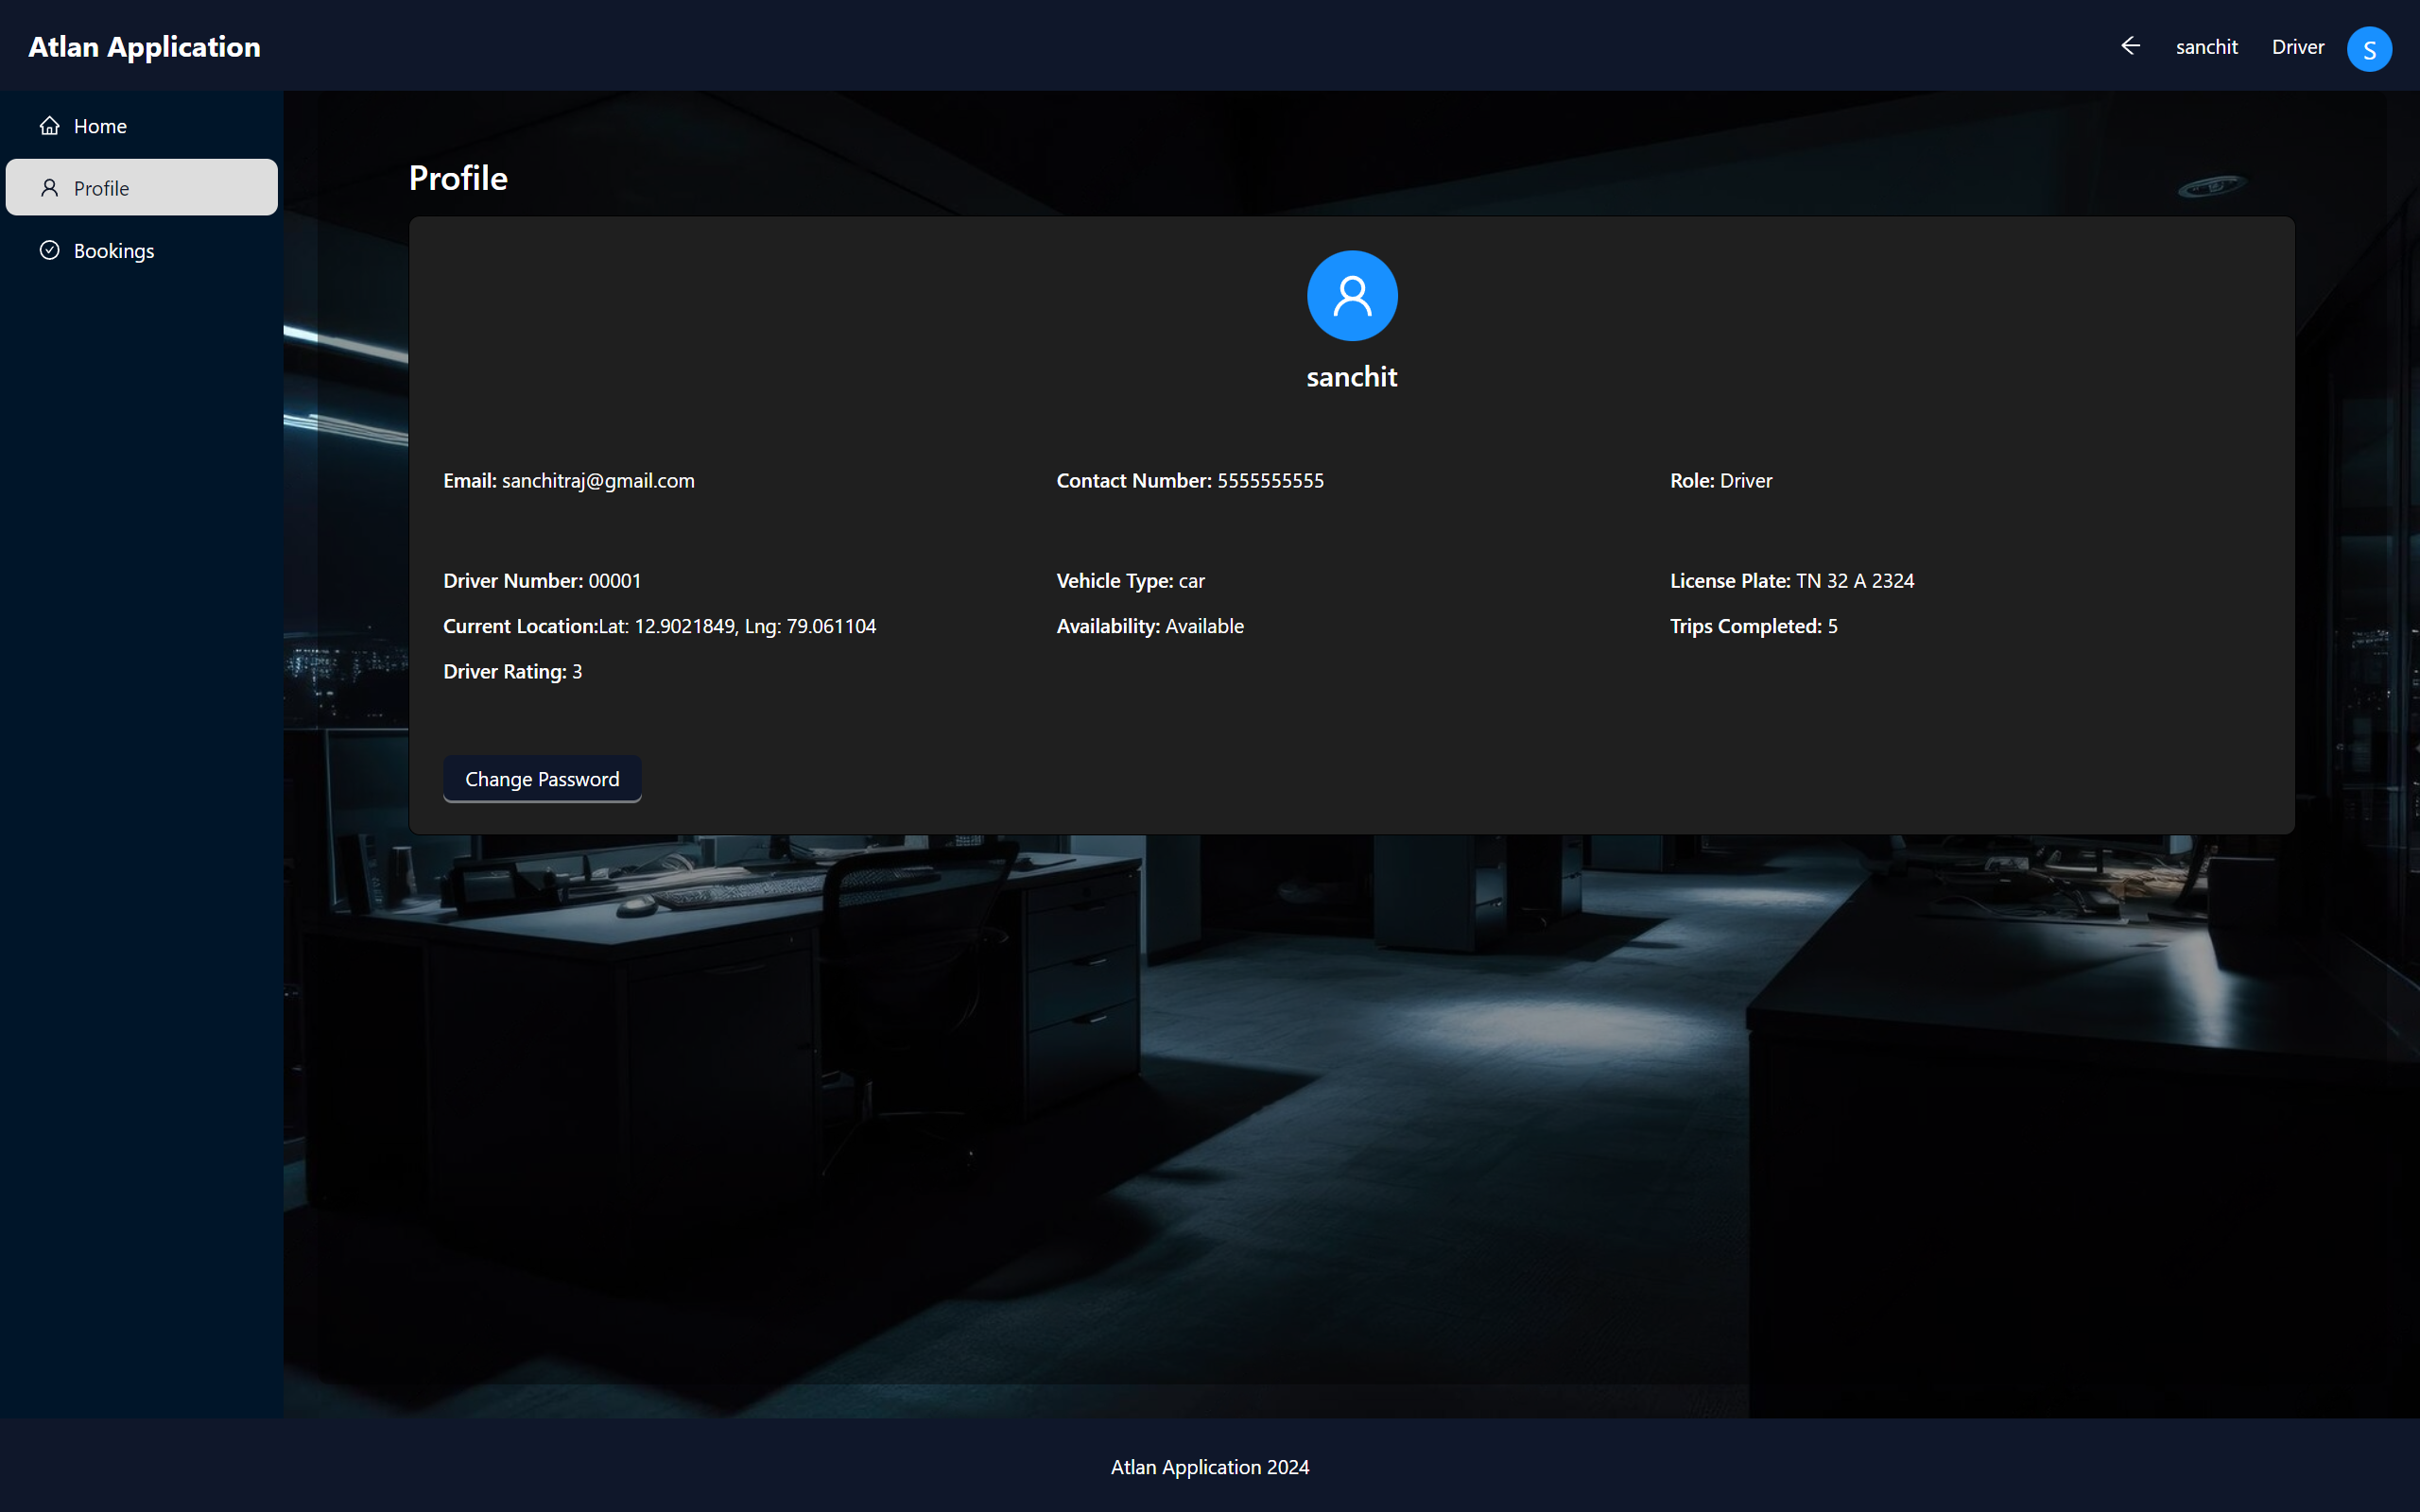 Atlan Application
sanchit Driver S
Home
Profile
Bookings
Profile
sanchit
Email: sanchitraj@gmail.com Contact Number: 5555555555 Role: Driver
Driver Number: 00001 Vehicle Type: car License Plate: TN 32 A 2324
Current Location:Lat: 12.9021849, Lng: 79.061104 Availability: Available Trips Completed: 5
Driver Rating: 3
Change Password
Atlan Application 2024